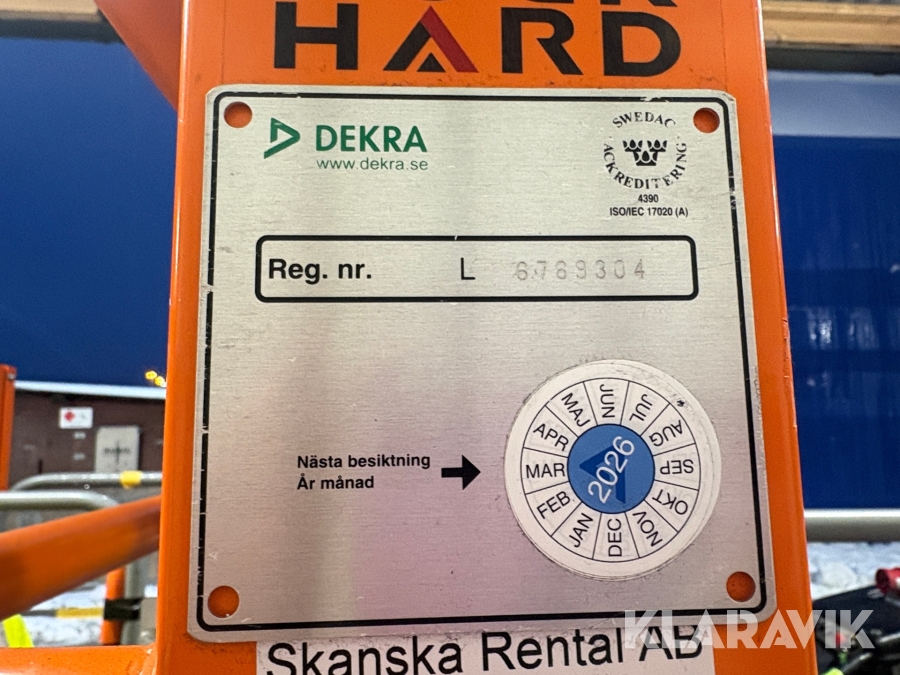 HARD
DEKRA
www.dekra.se
SWEDAC
ACKREDITERING
4390
ISO/IEC 17020 (A)
Reg. nr. L 6769304
Nästa besiktning
År månad
JAN
FEB
MAR
APR
MAJ
JUN
JUL
AUG
SEP
OKT
NOV
DEC
2026
Skanska Rental AB
KLARAVIK